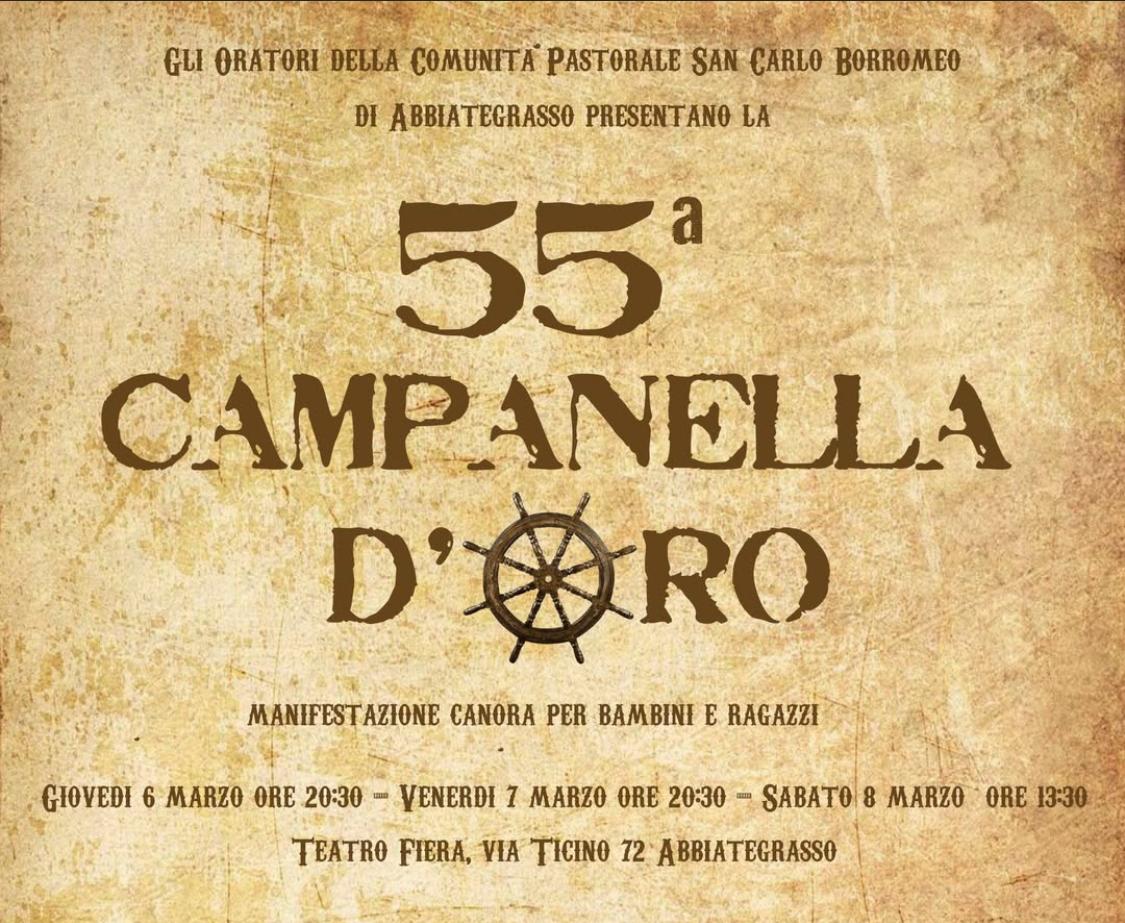 Gli Oratori della Comunità Pastorale San Carlo Borromeo
di Abbiategrasso presentano la
55ª
CAMPANELLA
D'ORO
manifestazione canora per bambini e ragazzi
Giovedi 6 marzo ore 20:30 - Venerdi 7 marzo ore 20:30 - Sabato 8 marzo ore 13:30
Teatro Fiera, via Ticino 72 Abbiategrasso